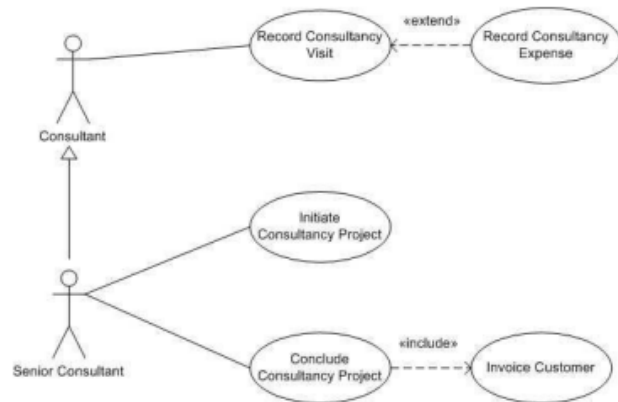 «extend»
Record Consultancy
Visit
Record Consultancy
Expense
Consultant
Initiate
Consultancy Project
«include»
Senior Consultant
Conclude
Consultancy Project
Invoice Customer